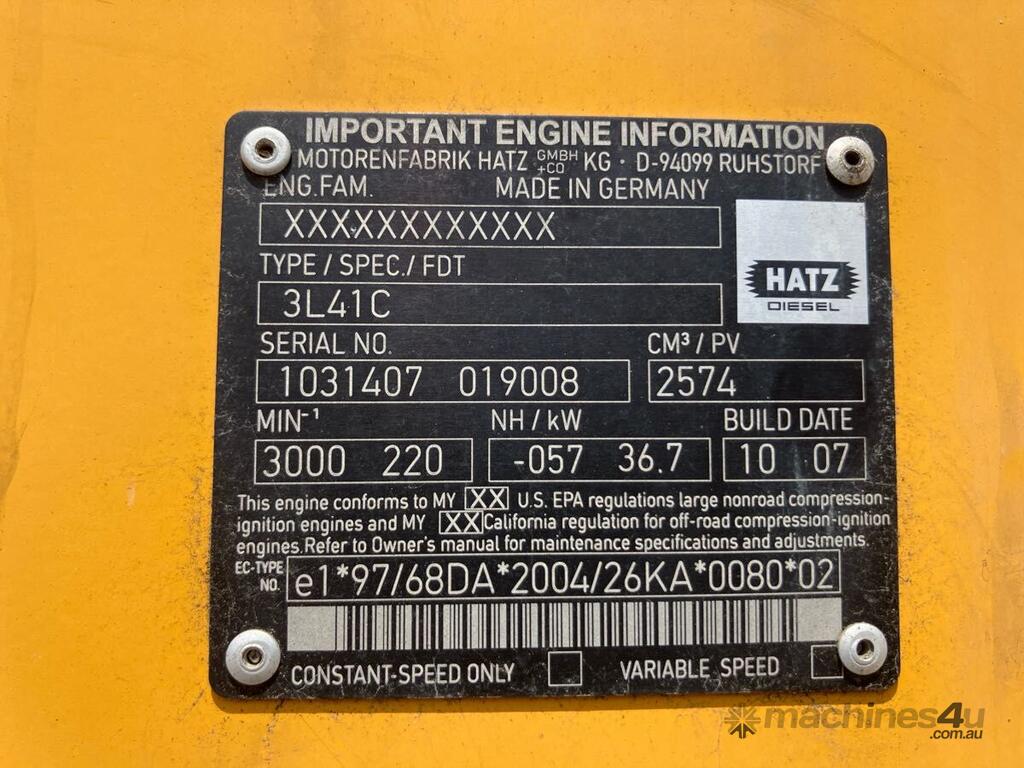 IMPORTANT ENGINE INFORMATION
MOTORENFABRIK HATZ GMBH +CO KG · D-94099 RUHSTORF
ENG.FAM. MADE IN GERMANY
XXXXXXXXXXXX
HATZ
DIESEL
TYPE / SPEC./ FDT
3L41C
SERIAL NO. CM³ / PV
1031407 019008 2574
MIN-¹ NH / kW BUILD DATE
3000 220 -057 36.7 10 07
This engine conforms to MY XX U.S. EPA regulations large nonroad compression-
ignition engines and MY XX California regulation for off-road compression-ignition
engines. Refer to Owner's manual for maintenance specifications and adjustments.
EC-TYPE NO. e1*97/68DA*2004/26KA*0080*02
CONSTANT-SPEED ONLY VARIABLE SPEED
machines4u
.com.au